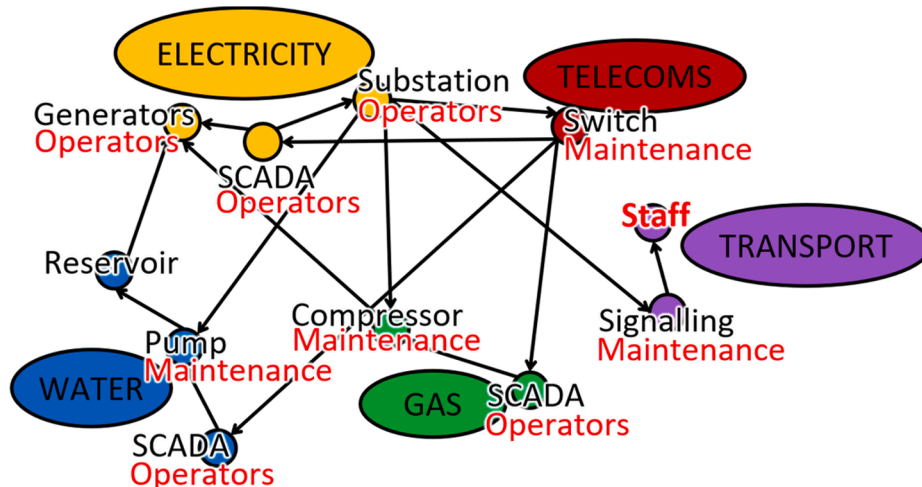 ELECTRICITY
Substation
Operators
TELECOMS
Generators
Operators
Switch
Maintenance
SCADA
Operators
Staff
TRANSPORT
Reservoir
Compressor
Maintenance
Signalling
Maintenance
Pump
Maintenance
WATER
GAS
SCADA
Operators
SCADA
Operators